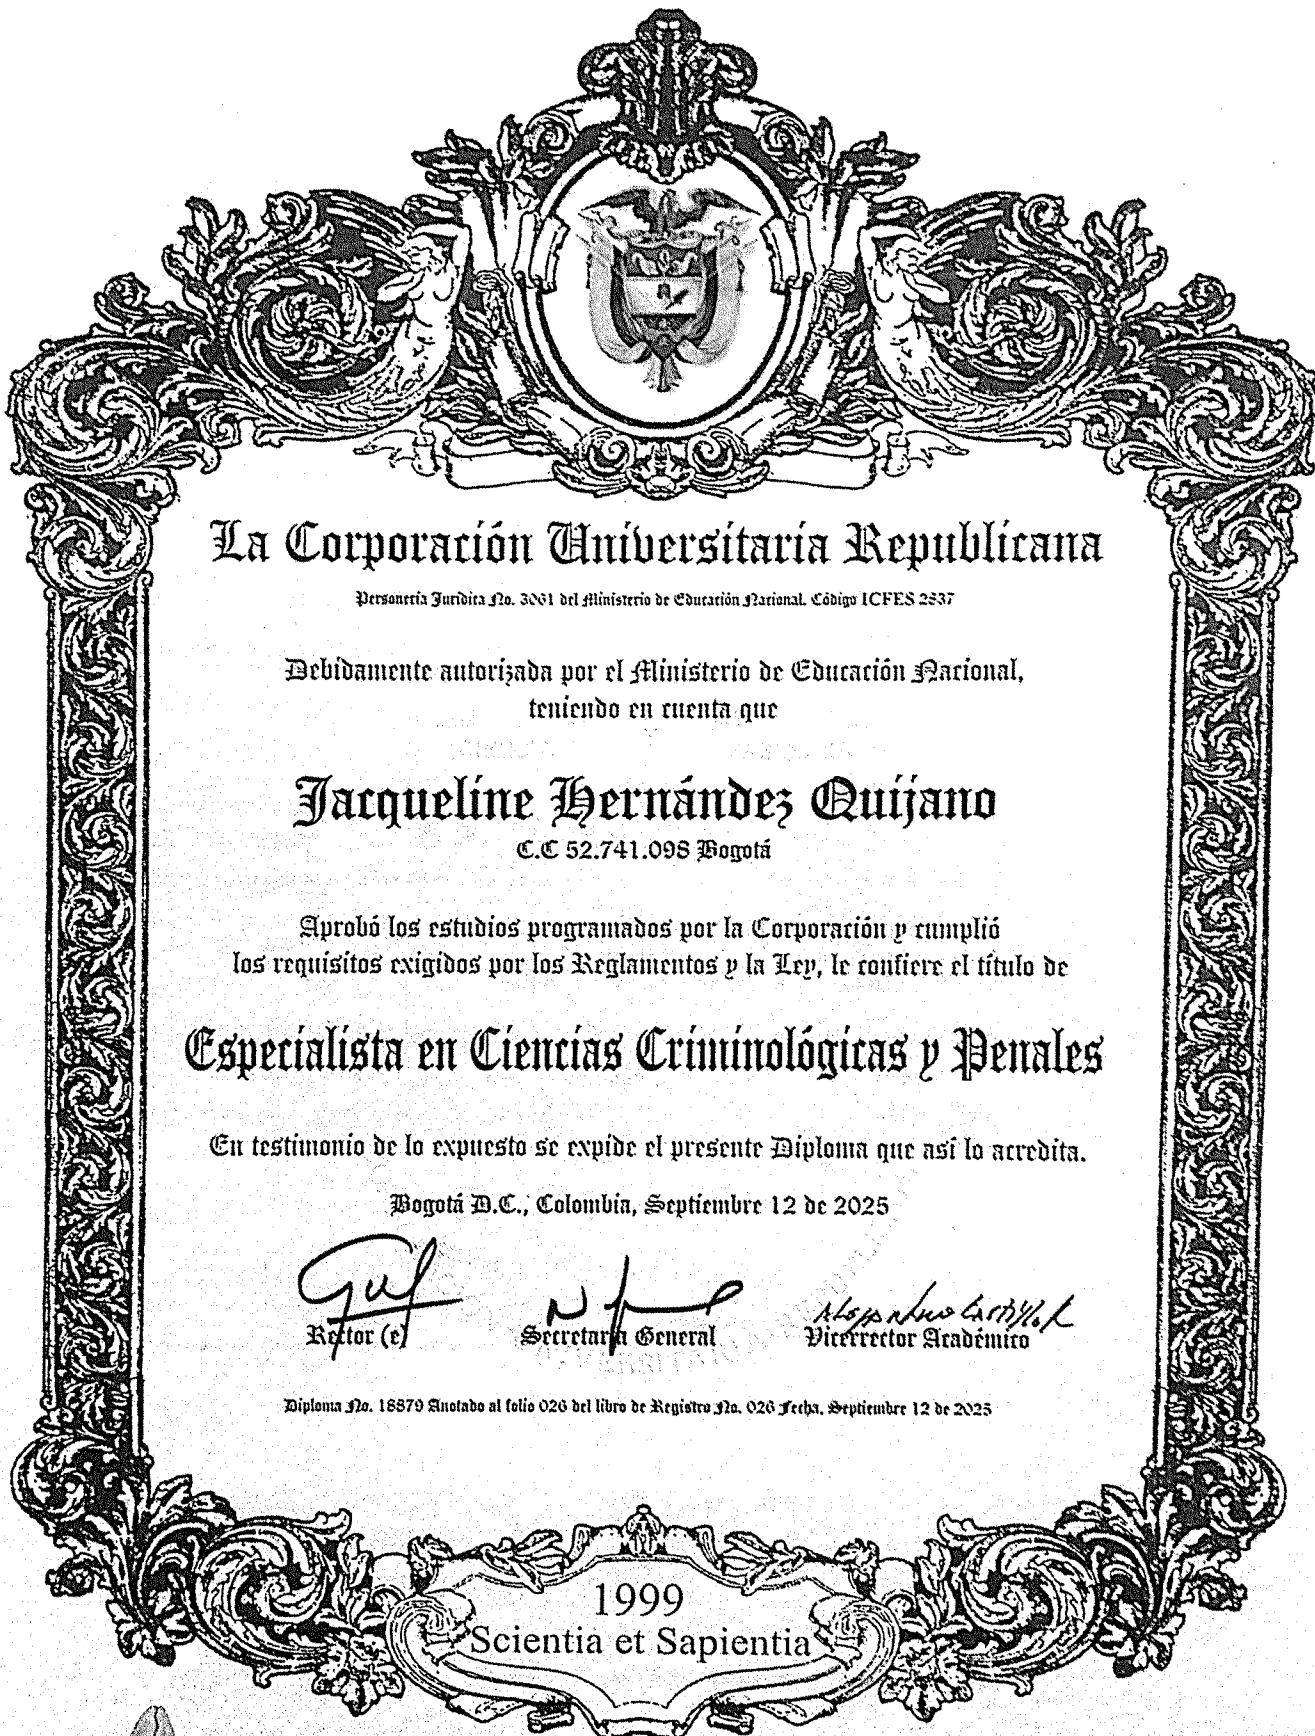 La Corporación Universitaria Republicana
Personería Jurídica No. 3061 del Ministerio de Educación Nacional. Código ICFES 2837
Debidamente autorizada por el Ministerio de Educación Nacional,
teniendo en cuenta que
Jacqueline Hernández Quijano
C.C 52.741.098 Bogotá
Aprobó los estudios programados por la Corporación y cumplió
los requisitos exigidos por los Reglamentos y la Ley, le confiere el título de
Especialista en Ciencias Criminológicas y Penales
En testimonio de lo expuesto se expide el presente Diploma que así lo acredita.
Bogotá D.C., Colombia, Septiembre 12 de 2025
Alejandro Castillo R
Rector (e) Secretaria General Vicerrector Académico
Diploma No. 18879 Anotado al folio 026 del libro de Registro No. 026 Fecha. Septiembre 12 de 2025
1999
Scientia et Sapientia